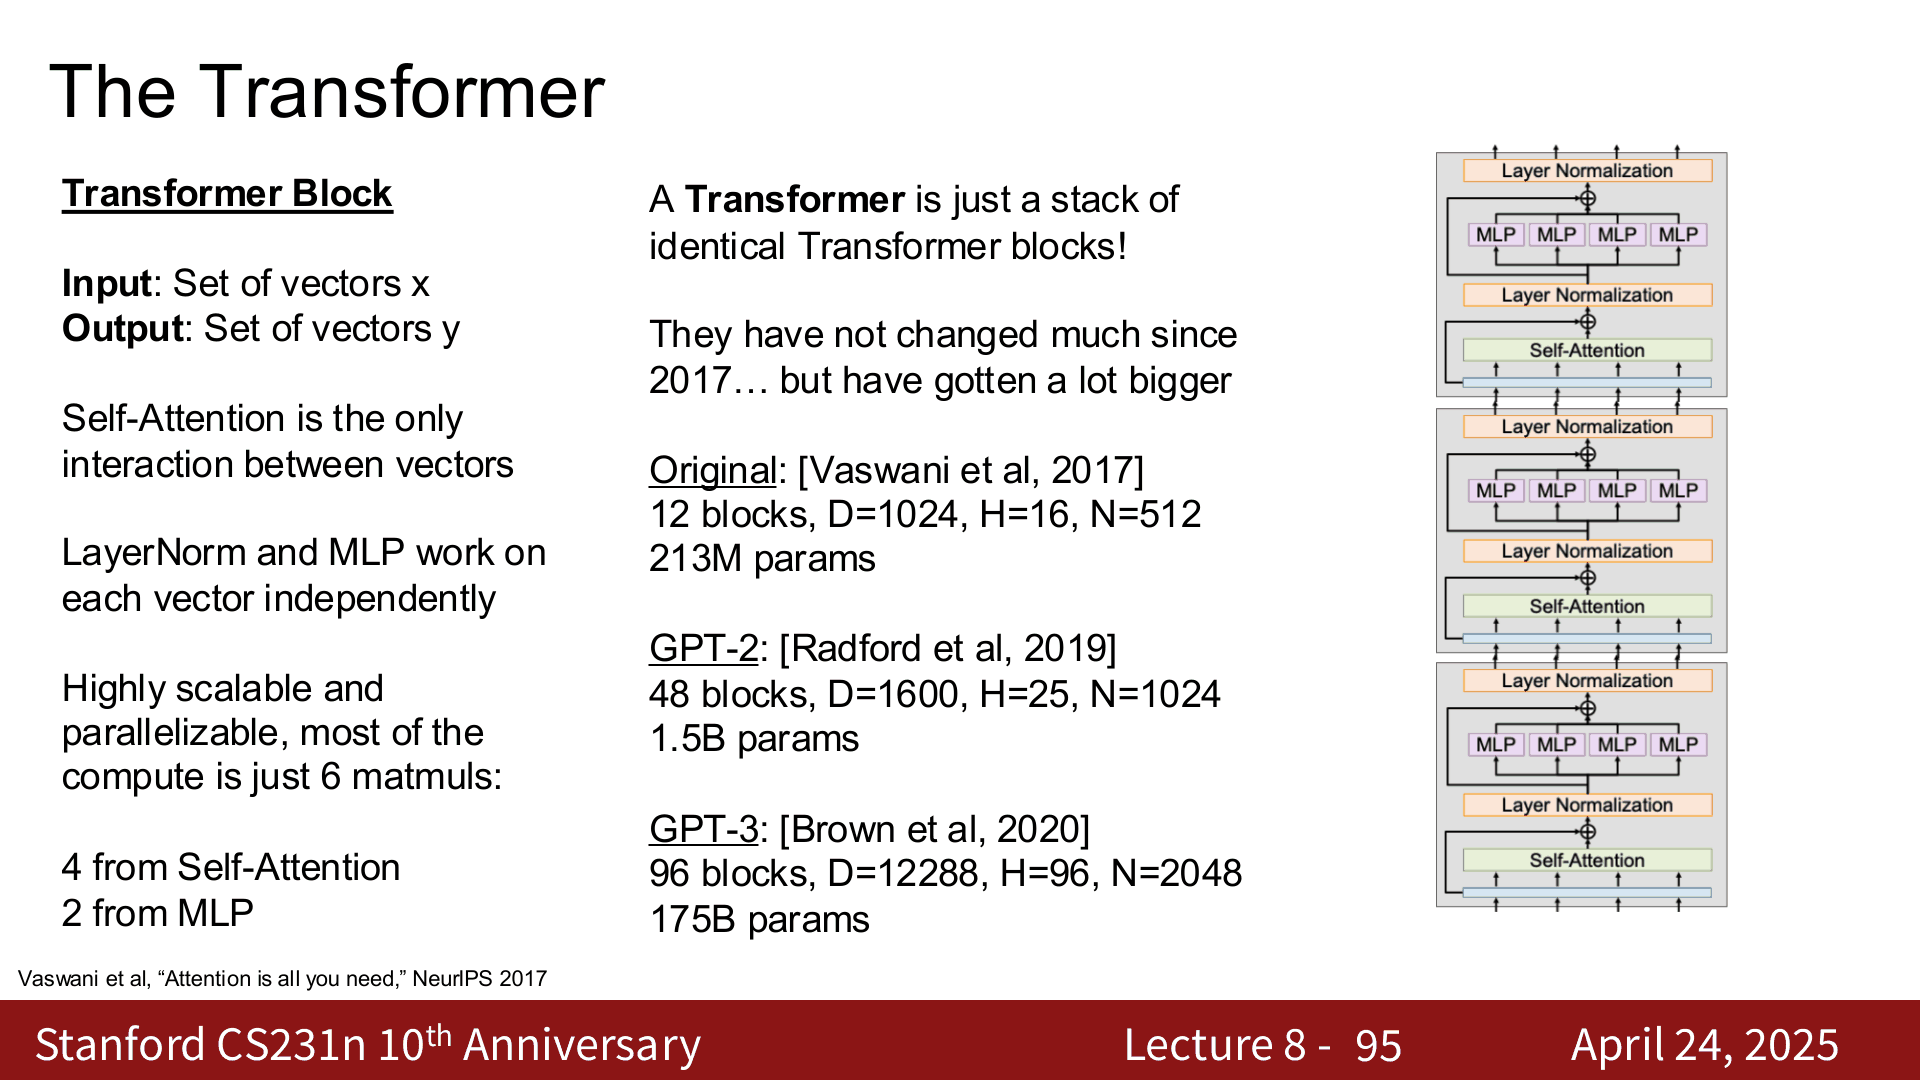 The Transformer
Transformer Block
Input: Set of vectors x
Output: Set of vectors y
Self-Attention is the only
interaction between vectors
LayerNorm and MLP work on
each vector independently
Highly scalable and
parallelizable, most of the
compute is just 6 matmuls:
4 from Self-Attention
2 from MLP
A Transformer is just a stack of
identical Transformer blocks!
They have not changed much since
2017… but have gotten a lot bigger
Original: [Vaswani et al, 2017]
12 blocks, D=1024, H=16, N=512
213M params
GPT-2: [Radford et al, 2019]
48 blocks, D=1600, H=25, N=1024
1.5B params
GPT-3: [Brown et al, 2020]
96 blocks, D=12288, H=96, N=2048
175B params
Layer Normalization
MLP MLP MLP MLP
Layer Normalization
Self-Attention
Layer Normalization
MLP MLP MLP MLP
Layer Normalization
Self-Attention
Layer Normalization
MLP MLP MLP MLP
Layer Normalization
Self-Attention
Vaswani et al, “Attention is all you need,” NeurIPS 2017
Stanford CS231n 10th Anniversary
Lecture 8 - 95
April 24, 2025